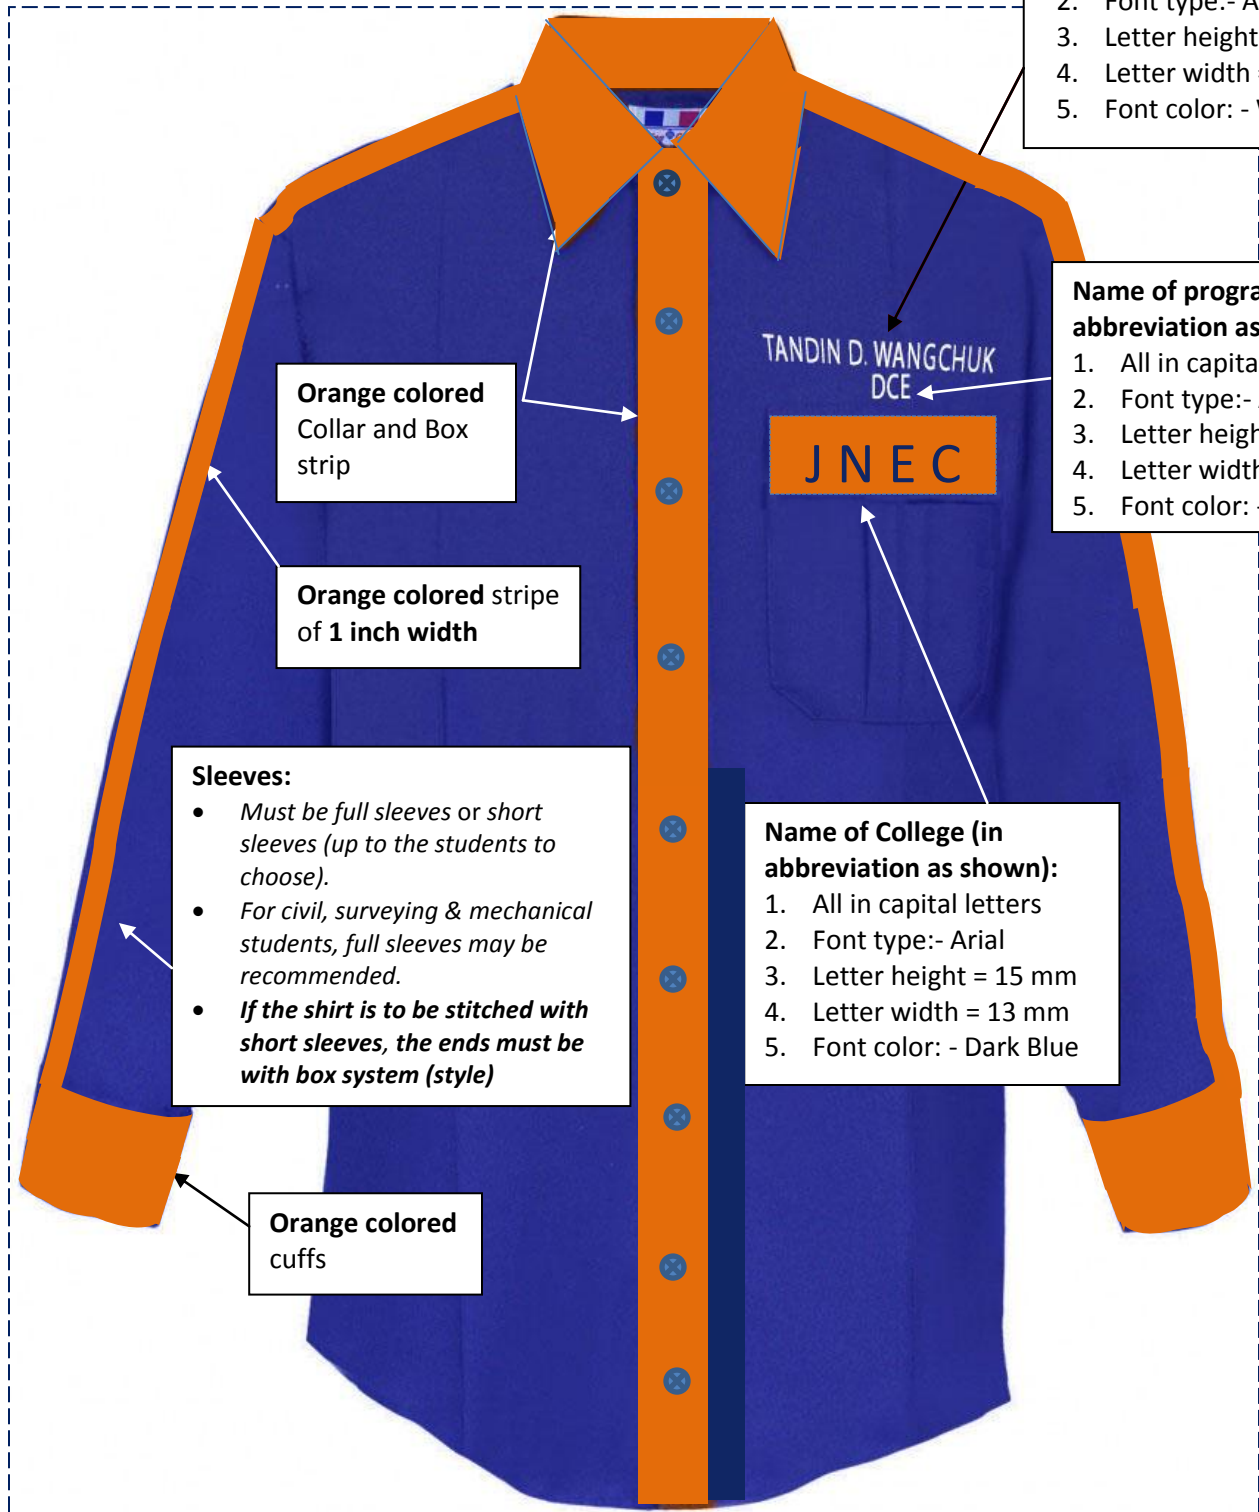 2. Font type:- A
3. Letter height
4. Letter width
5. Font color: -
Name of progra
abbreviation as
1. All in capita
2. Font type:-
3. Letter heigh
4. Letter width
5. Font color: -
TANDIN D. WANGCHUK
DCE
J N E C
Orange colored
Collar and Box
strip
Orange colored stripe
of 1 inch width
Sleeves:
• Must be full sleeves or short
sleeves (up to the students to
choose).
• For civil, surveying & mechanical
students, full sleeves may be
recommended.
• If the shirt is to be stitched with
short sleeves, the ends must be
with box system (style)
Name of College (in
abbreviation as shown):
1. All in capital letters
2. Font type:- Arial
3. Letter height = 15 mm
4. Letter width = 13 mm
5. Font color: - Dark Blue
Orange colored
cuffs